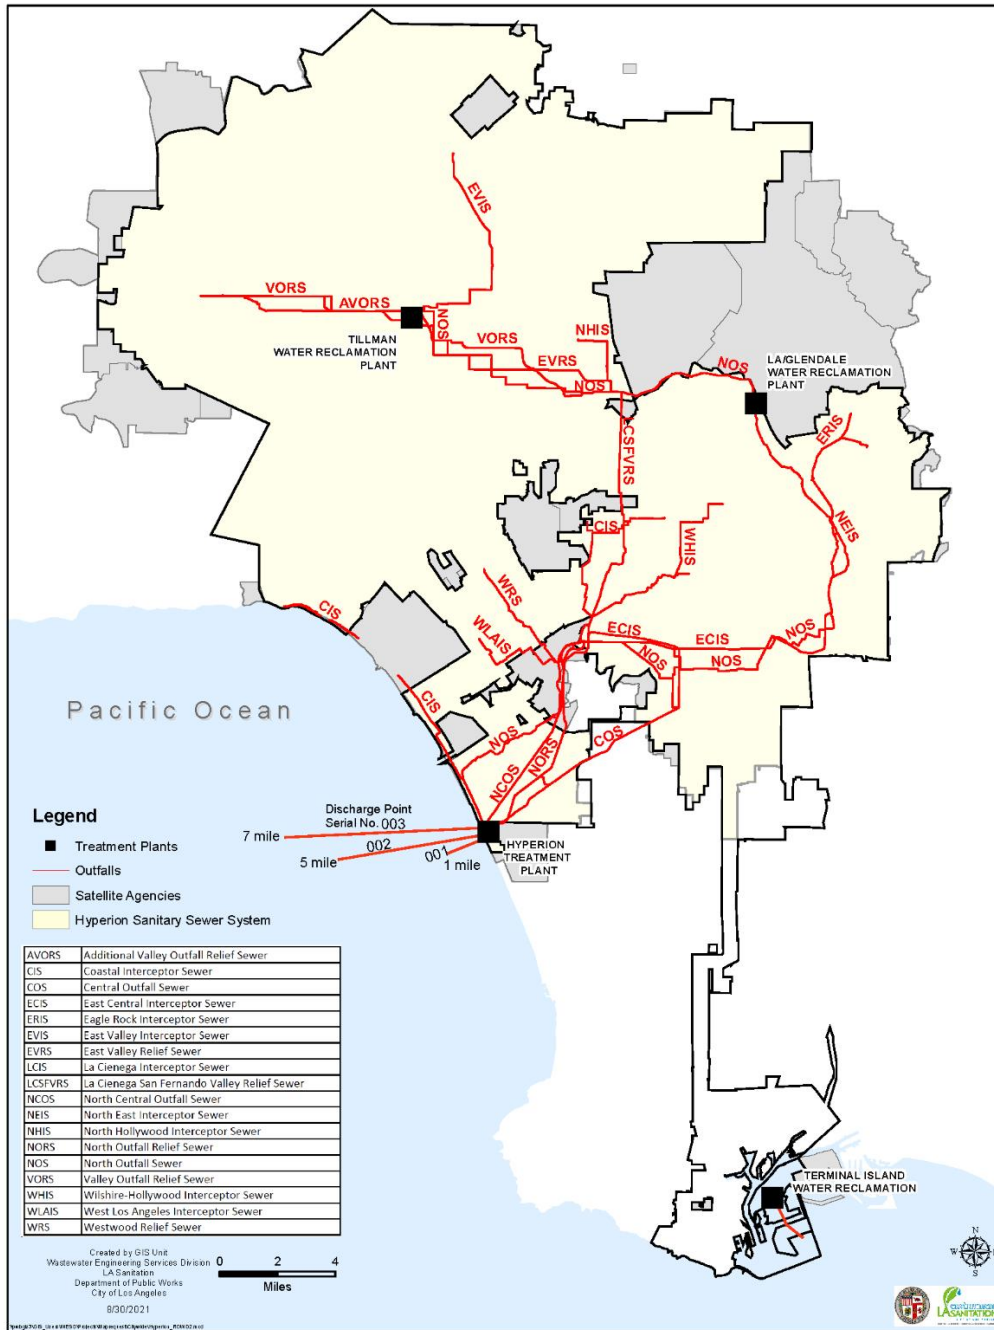 EVIS
VORS
AVORS
NOS
TILLMAN
WATER RECLAMATION
PLANT
VORS
EVRS
NHIS
NOS
NOS
LA/GLENDALE
WATER RECLAMATION
PLANT
LCSFVRS
ERIS
NEIS
LCIS
WHIS
WRS
WLAIS
CIS
ECIS
ECIS
NOS
NOS
NOS
CIS
NOS
NCOS
NORS
COS
Pacific Ocean
Discharge Point
Serial No. 003
7 mile
002
5 mile
001
1 mile
HYPERION
TREATMENT
PLANT
Legend
Treatment Plants
Outfalls
Satellite Agencies
Hyperion Sanitary Sewer System
AVORS Additional Valley Outfall Relief Sewer
CIS Coastal Interceptor Sewer
COS Central Outfall Sewer
ECIS East Central Interceptor Sewer
ERIS Eagle Rock Interceptor Sewer
EVIS East Valley Interceptor Sewer
EVRS East Valley Relief Sewer
LCIS La Cienega Interceptor Sewer
LCSFVRS La Cienega San Fernando Valley Relief Sewer
NCOS North Central Outfall Sewer
NEIS North East Interceptor Sewer
NHIS North Hollywood Interceptor Sewer
NORS North Outfall Relief Sewer
NOS North Outfall Sewer
VORS Valley Outfall Relief Sewer
WHIS Wilshire-Hollywood Interceptor Sewer
WLAIS West Los Angeles Interceptor Sewer
WRS Westwood Relief Sewer
TERMINAL ISLAND
WATER RECLAMATION
Created by GIS Unit
Wastewater Engineering Services Division
LA Sanitation
Department of Public Works
City of Los Angeles
8/30/2021
0 2 4
Miles
N
W E
S
LASANITATION